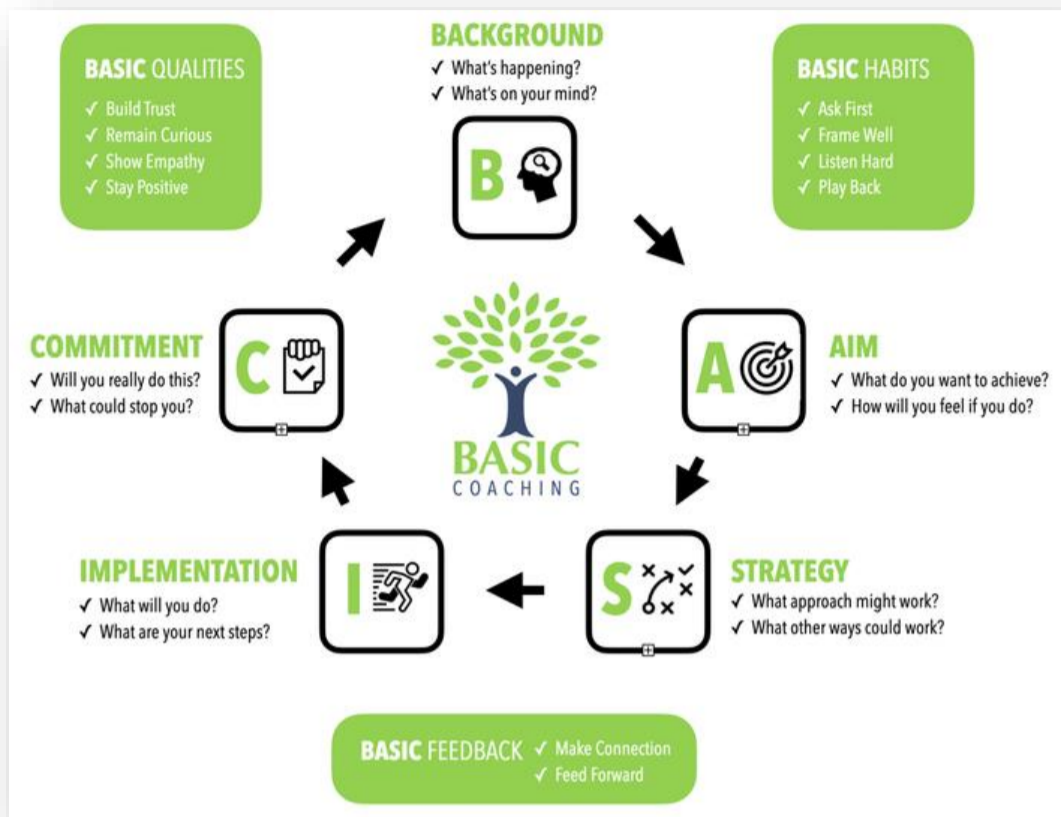 BASIC QUALITIES
✓ Build Trust
✓ Remain Curious
✓ Show Empathy
✓ Stay Positive
BACKGROUND
✓ What's happening?
✓ What's on your mind?
B
BASIC HABITS
✓ Ask First
✓ Frame Well
✓ Listen Hard
✓ Play Back
A
AIM
✓ What do you want to achieve?
✓ How will you feel if you do?
S
STRATEGY
✓ What approach might work?
✓ What other ways could work?
I
IMPLEMENTATION
✓ What will you do?
✓ What are your next steps?
C
COMMITMENT
✓ Will you really do this?
✓ What could stop you?
BASIC
COACHING
BASIC FEEDBACK ✓ Make Connection
✓ Feed Forward